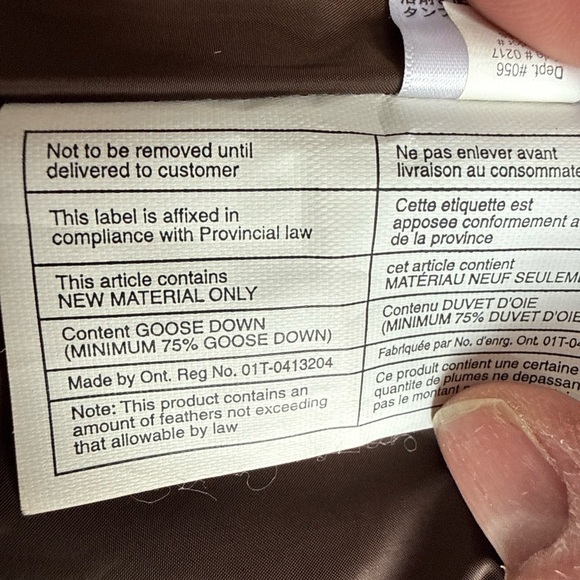 タン
Dept. #056
# 0217
Not to be removed until
delivered to customer
Ne pas enlever avant
livraison au
This label is affixed in
compliance with Provincial law
Cette etiquette est
apposee conformement a
de la province
This article contains
NEW MATERIAL ONLY
cet article contient
MATÉRIAU NEUF
Content GOOSE DOWN
(MINIMUM 75% GOOSE DOWN)
Contenu DUVET D'OIE
(MINIMUM 75% DUVET D'OIE
Made by Ont. Reg No. 01T-0413204
Fabriquée par No. d'enrg. Ont. 01T-04
Note: This product contains an
amount of feathers not exceeding
that allowable by law
Ce produit contient une certaine
quantite de plumes ne depassan
pas le montant